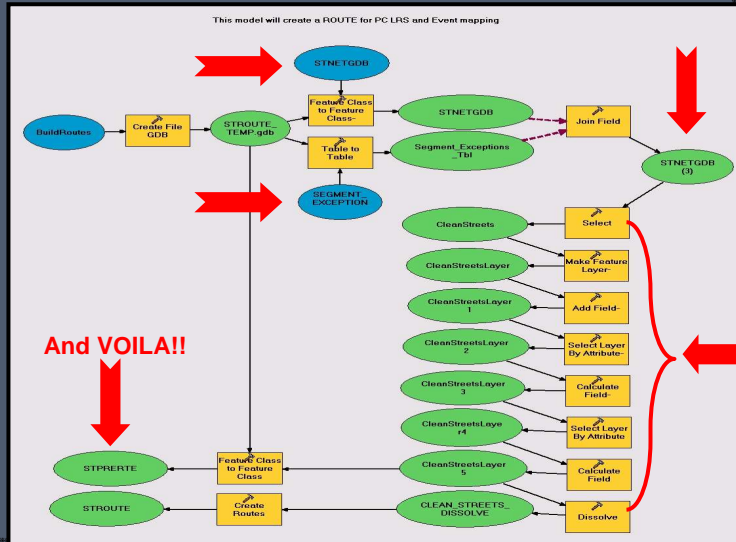 This model will create a ROUTE for PC LRS and Event mapping
STNETGDB
BuildRoutes
Create File
GDB
STROUTE_
TEMP.gdb
Feature Class
to Feature
Class-
STNETGDB
Join Field
Table to
Table
Segment_Exceptions
_Tbl
STNETGDB
(3)
SEGMENT_
EXCEPTION
CleanStreets
Select
CleanStreetsLayer
Make Feature
Layer-
CleanStreetsLayer
1
Add Field-
CleanStreetsLayer
2
Select Layer
By Attribute-
And VOILA!!
CleanStreetsLayer
3
Calculate
Field-
CleanStreetsLaye
r4
Select Layer
By Attribute
STPRERTE
Feature Class
to Feature
Class
CleanStreetsLayer
5
Calculate
Field
STROUTE
Create
Routes
CLEAN_STREETS_
DISSOLVE
Dissolve